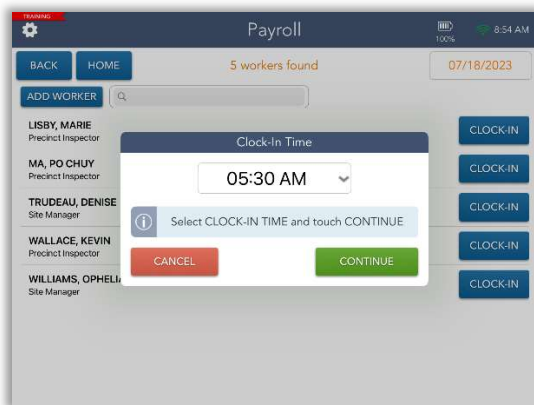 TRAINING
Payroll
100%
8:54 AM
BACK
HOME
5 workers found
07/18/2023
ADD WORKER
LISBY, MARIE
Precinct Inspector
CLOCK-IN
Clock-In Time
MA, PO CHUY
Precinct Inspector
CLOCK-IN
05:30 AM
TRUDEAU, DENISE
Site Manager
CLOCK-IN
Select CLOCK-IN TIME and touch CONTINUE
WALLACE, KEVIN
Precinct Inspector
CLOCK-IN
CANCEL
CONTINUE
WILLIAMS, OPHELI
Site Manager
CLOCK-IN